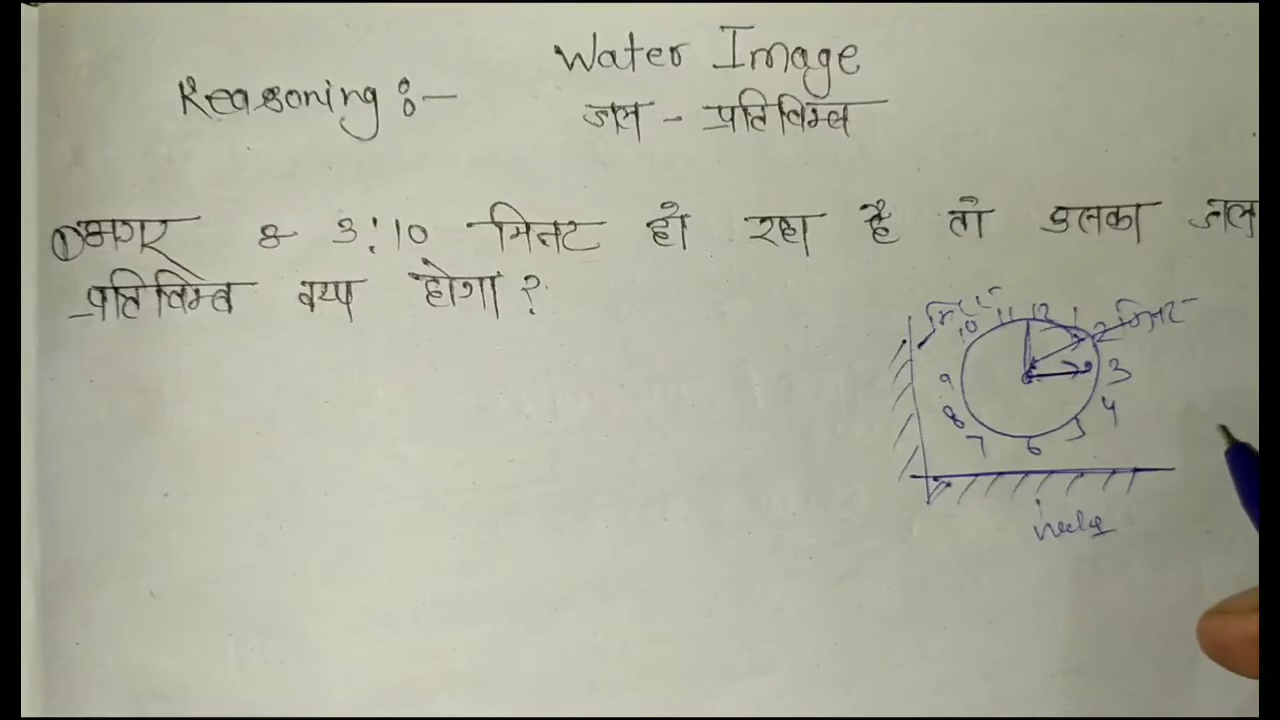 Water Image
Reasoning :-
जल - प्रतिविम्ब
① अगर 3:10 मिनट हो रहा है तो उसका जल
प्रतिविम्ब क्या होगा ?
11 12 1
10 2 मिनट
9 3
8 4
7 6 5